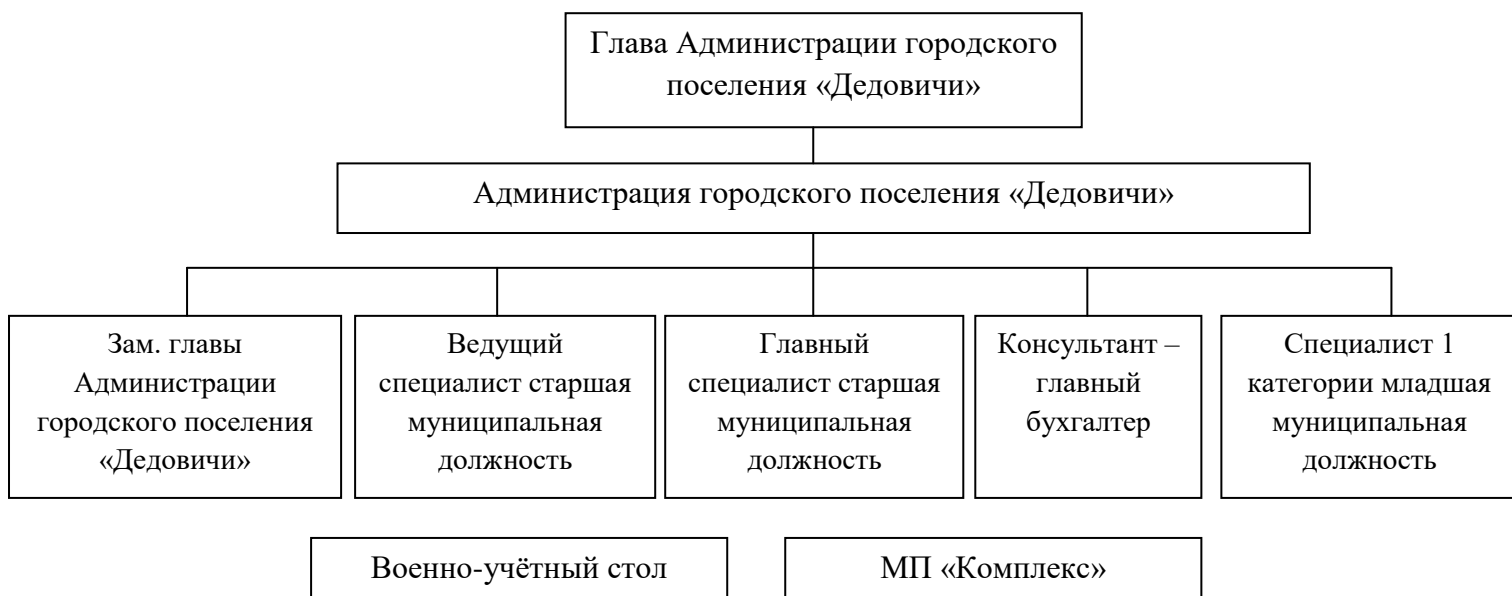 Глава Администрации городского
поселения «Дедовичи»
Администрация городского поселения «Дедовичи»
Зам. главы
Администрации
городского поселения
«Дедовичи»
Ведущий
специалист старшая
муниципальная
должность
Главный
специалист старшая
муниципальная
должность
Консультант –
главный
бухгалтер
Специалист 1
категории младшая
муниципальная
должность
Военно-учётный стол
МП «Комплекс»